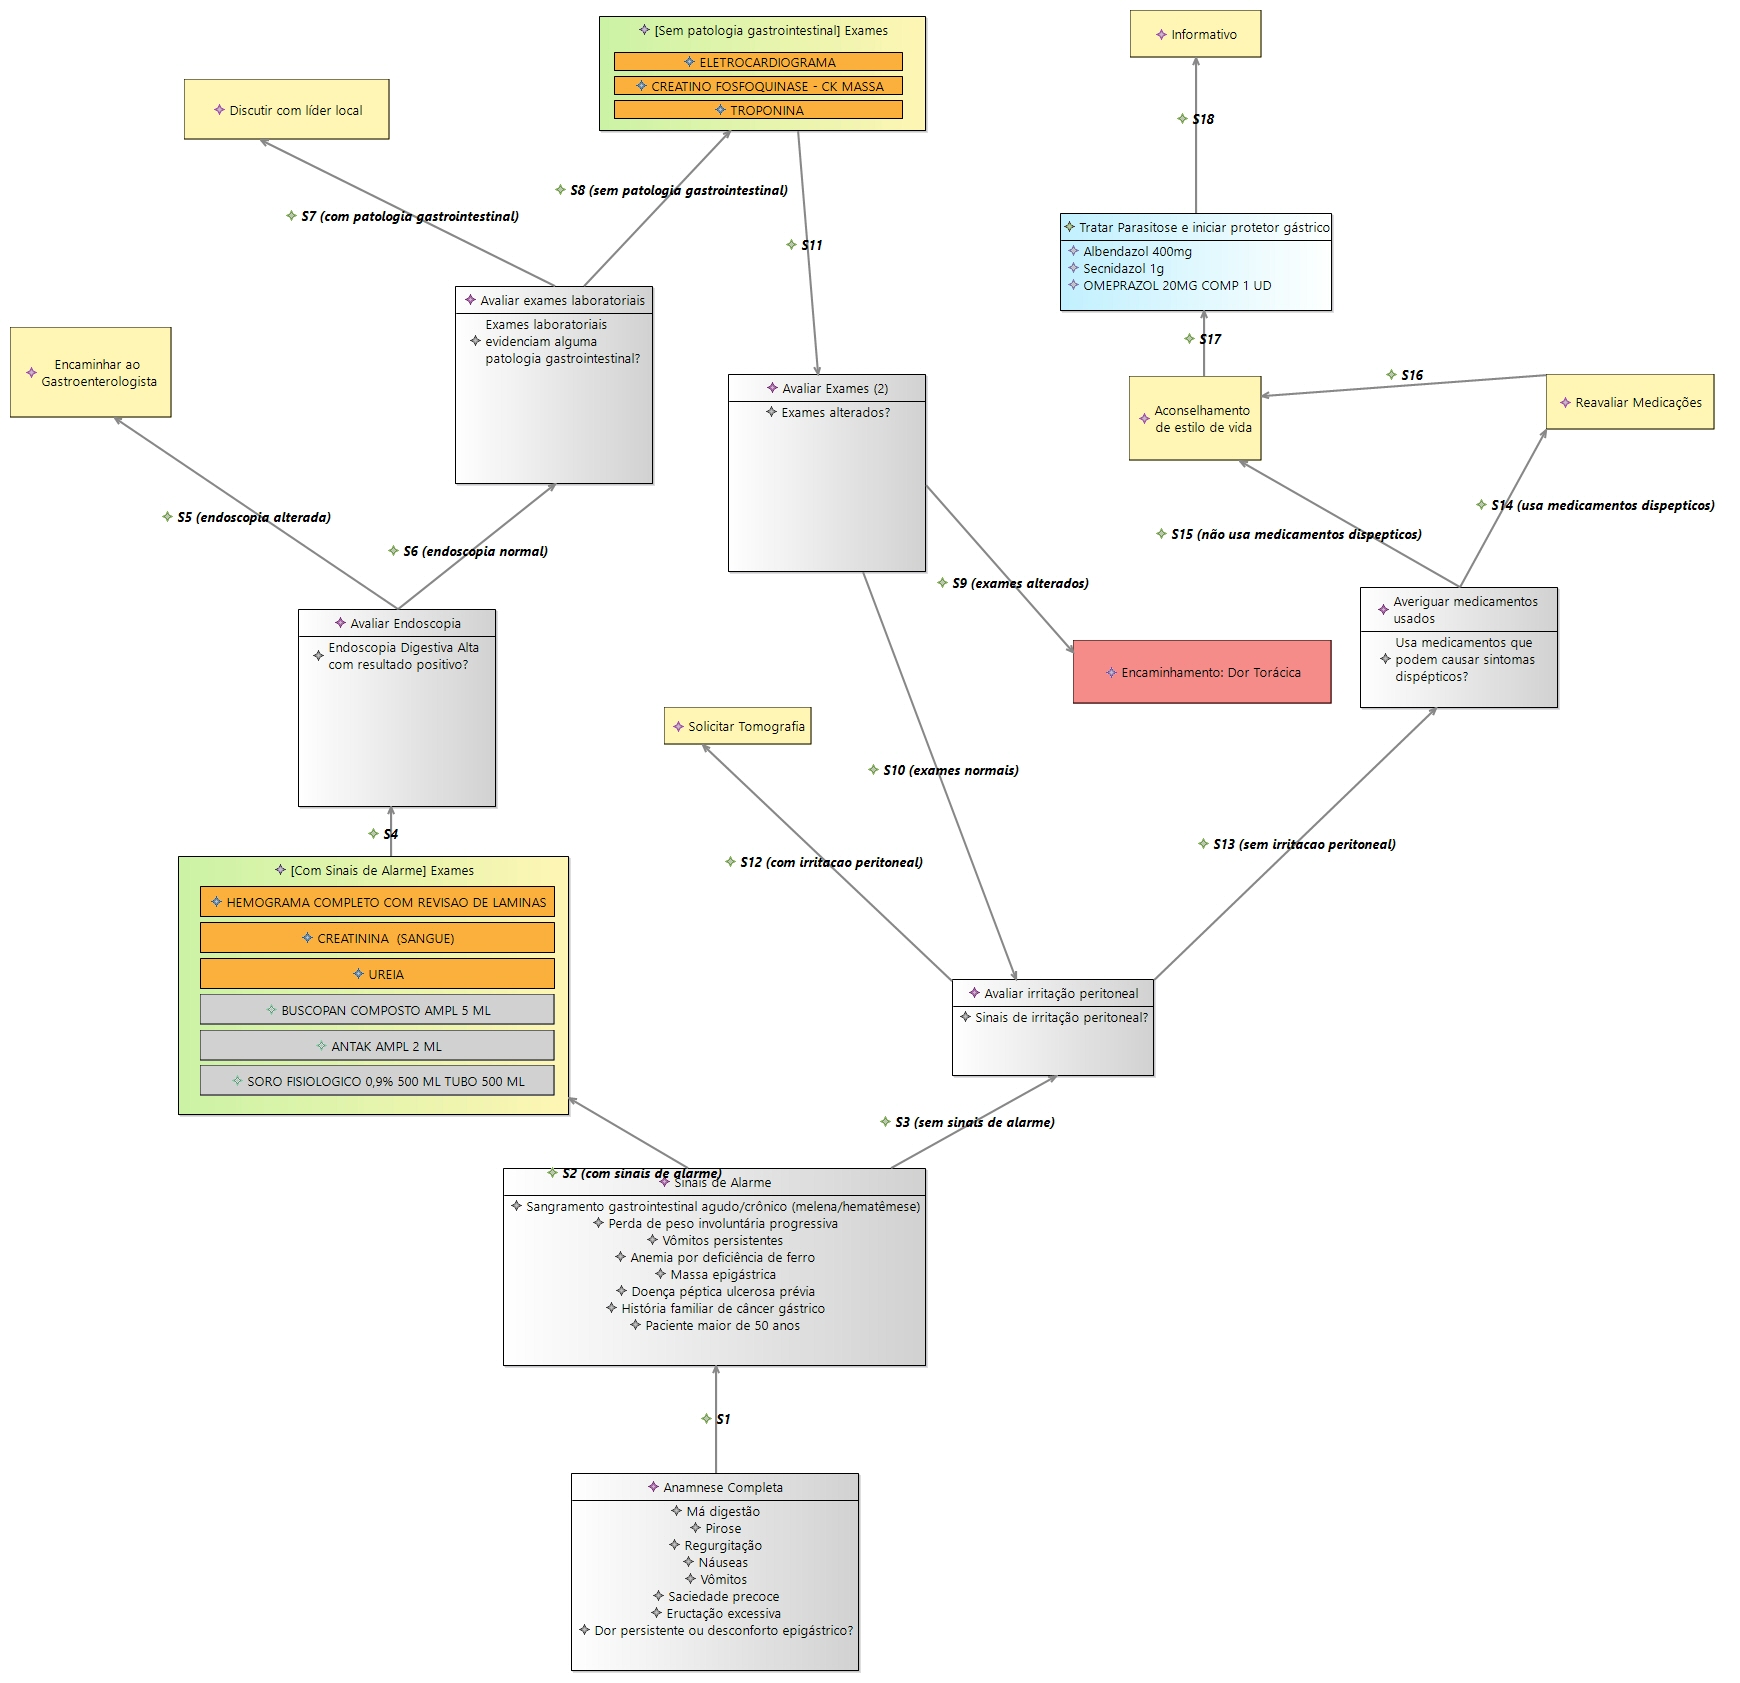 [Sem patologia gastrointestinal] Exames
ELETROCARDIOGRAMA
CREATINO FOSFOQUINASE - CK MASSA
TROPONINA
Informativo
Discutir com líder local
S18
S8 (sem patologia gastrointestinal)
S7 (com patologia gastrointestinal)
S11
Tratar Parasitose e iniciar protetor gástrico
Albendazol 400mg
Secnidazol 1g
OMEPRAZOL 20MG COMP 1 UD
Avaliar exames laboratoriais
Exames laboratoriais
evidenciam alguma
patologia gastrointestinal?
S17
Encaminhar ao
Gastroenterologista
Avaliar Exames (2)
Exames alterados?
S16
Aconselhamento
de estilo de vida
Reavaliar Medicações
S5 (endoscopia alterada)
S6 (endoscopia normal)
S14 (usa medicamentos dispepticos)
S15 (não usa medicamentos dispepticos)
S9 (exames alterados)
Avaliar Endoscopia
Endoscopia Digestiva Alta
com resultado positivo?
Averiguar medicamentos
usados
Usa medicamentos que
podem causar sintomas
dispépticos?
Encaminhamento: Dor Torácica
Solicitar Tomografia
S10 (exames normais)
S4
S12 (com irritacao peritoneal)
S13 (sem irritacao peritoneal)
[Com Sinais de Alarme] Exames
HEMOGRAMA COMPLETO COM REVISAO DE LAMINAS
CREATININA (SANGUE)
UREIA
BUSCOPAN COMPOSTO AMPL 5 ML
ANTAK AMPL 2 ML
SORO FISIOLOGICO 0,9% 500 ML TUBO 500 ML
Avaliar irritação peritoneal
Sinais de irritação peritoneal?
S3 (sem sinais de alarme)
S2 (com sinais de alarme)
Sinais de Alarme
Sangramento gastrointestinal agudo/crônico (melena/hematêmese)
Perda de peso involuntária progressiva
Vômitos persistentes
Anemia por deficiência de ferro
Massa epigástrica
Doença péptica ulcerosa prévia
História familiar de câncer gástrico
Paciente maior de 50 anos
S1
Anamnese Completa
Má digestão
Pirose
Regurgitação
Náuseas
Vômitos
Saciedade precoce
Eructação excessiva
Dor persistente ou desconforto epigástrico?